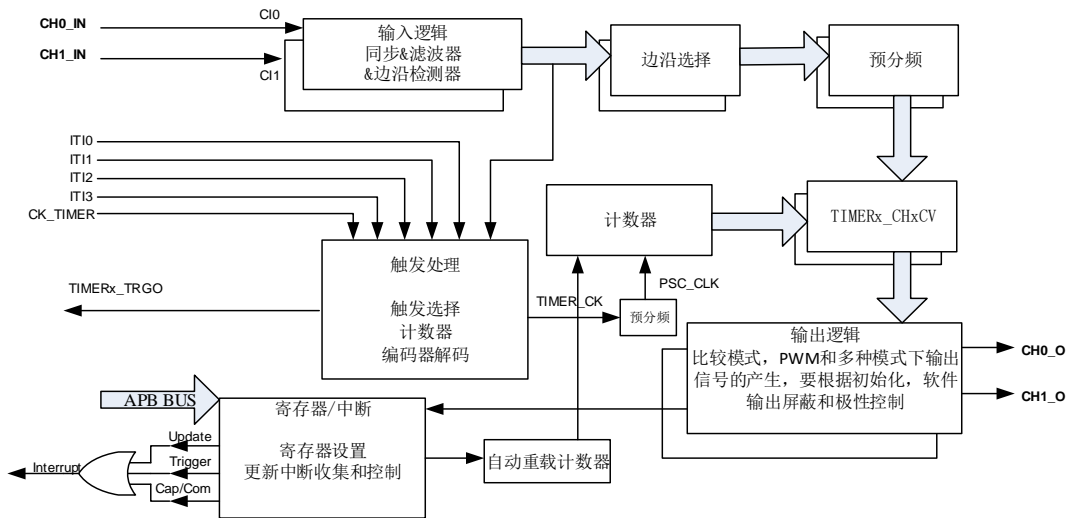 CH0_IN
CI0
CH1_IN
CI1
输入逻辑
同步&滤波器
&边沿检测器
边沿选择
预分频
ITI0
ITI1
ITI2
ITI3
CK_TIMER
计数器
TIMERx_CHxCV
触发处理
触发选择
计数器
编码器解码
TIMERx_TRGO
TIMER_CK
PSC_CLK
预分频
输出逻辑
比较模式，PWM和多种模式下输出
信号的产生，要根据初始化，软件
输出屏蔽和极性控制
CH0_O
CH1_O
APB BUS
寄存器/中断
寄存器设置
更新中断收集和控制
自动重载计数器
Update
Interrupt
Trigger
Cap/Com